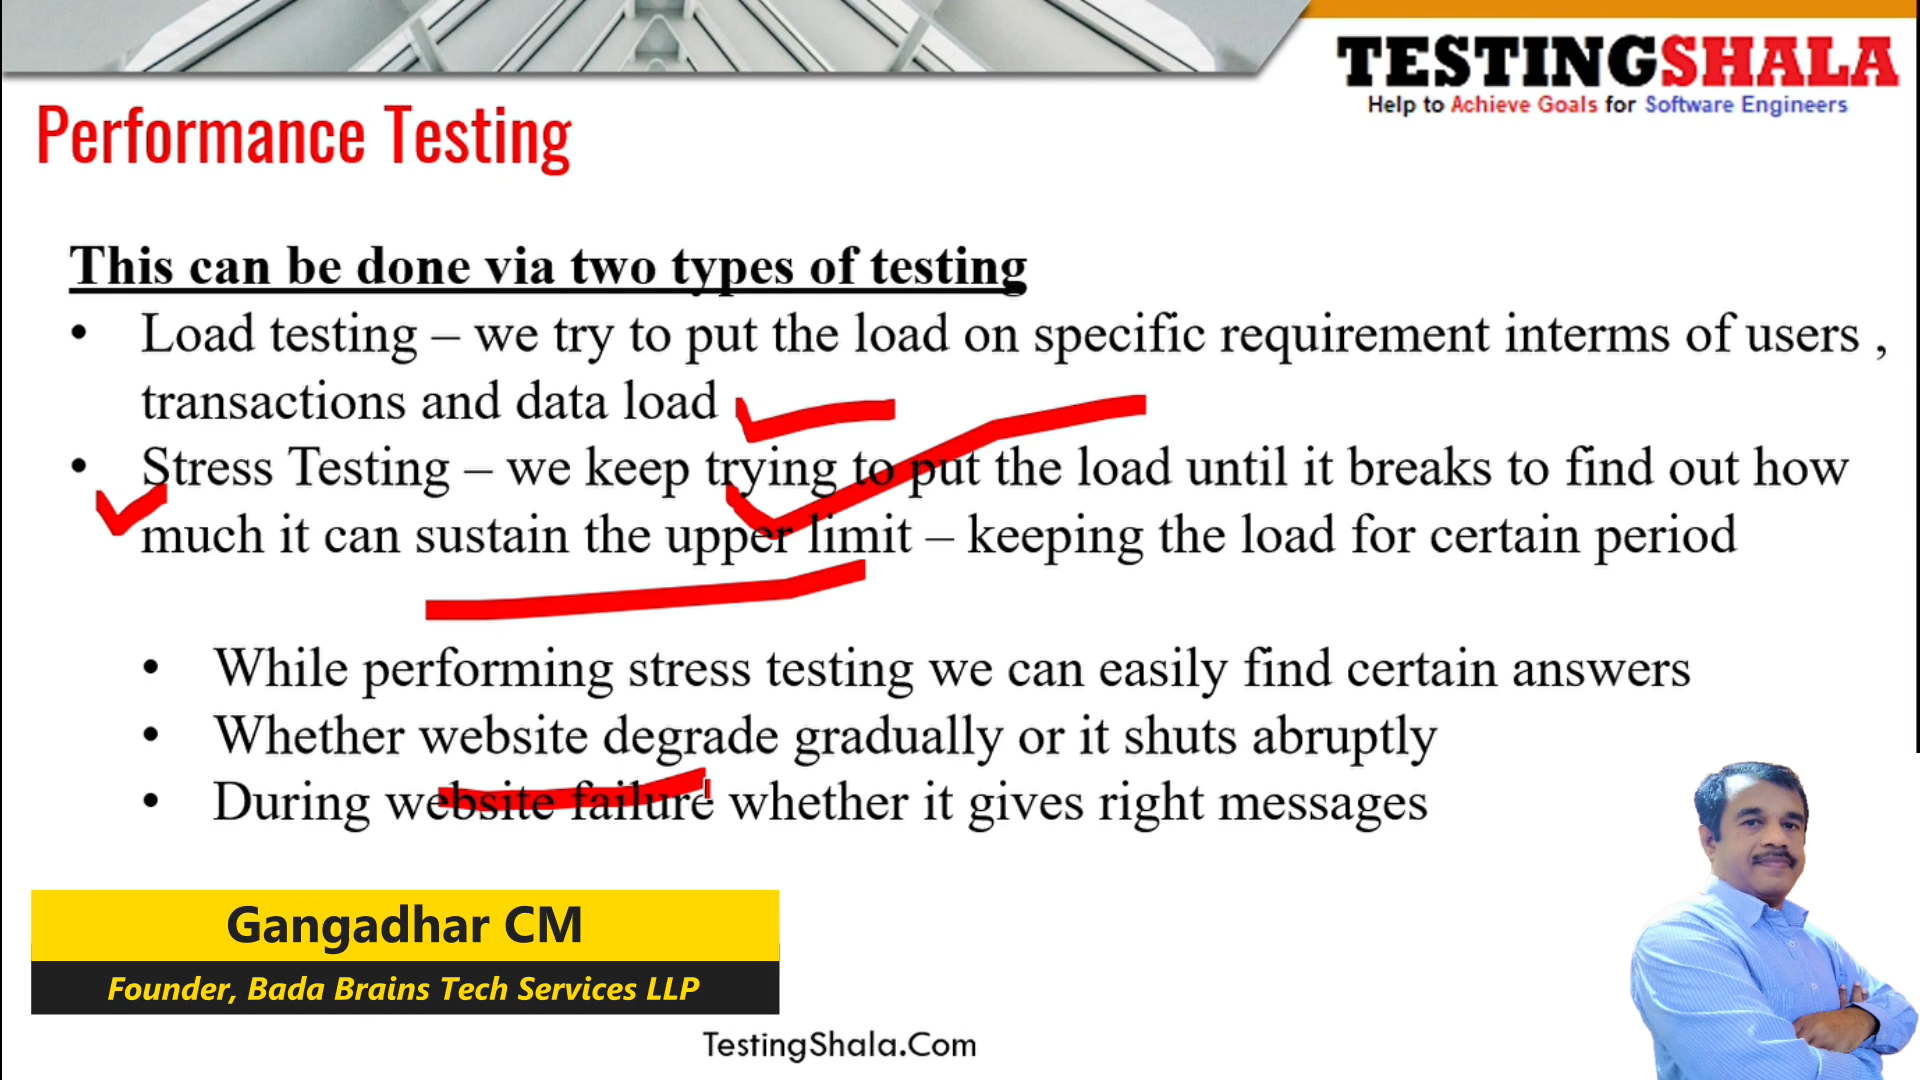 TESTINGSHALA
Help to Achieve Goals for Software Engineers
Performance Testing
This can be done via two types of testing
• Load testing – we try to put the load on specific requirement interms of users ,
transactions and data load
• Stress Testing – we keep trying to put the load until it breaks to find out how
much it can sustain the upper limit – keeping the load for certain period
• While performing stress testing we can easily find certain answers
• Whether website degrade gradually or it shuts abruptly
• During website failure whether it gives right messages
Gangadhar CM
Founder, Bada Brains Tech Services LLP
TestingShala.Com